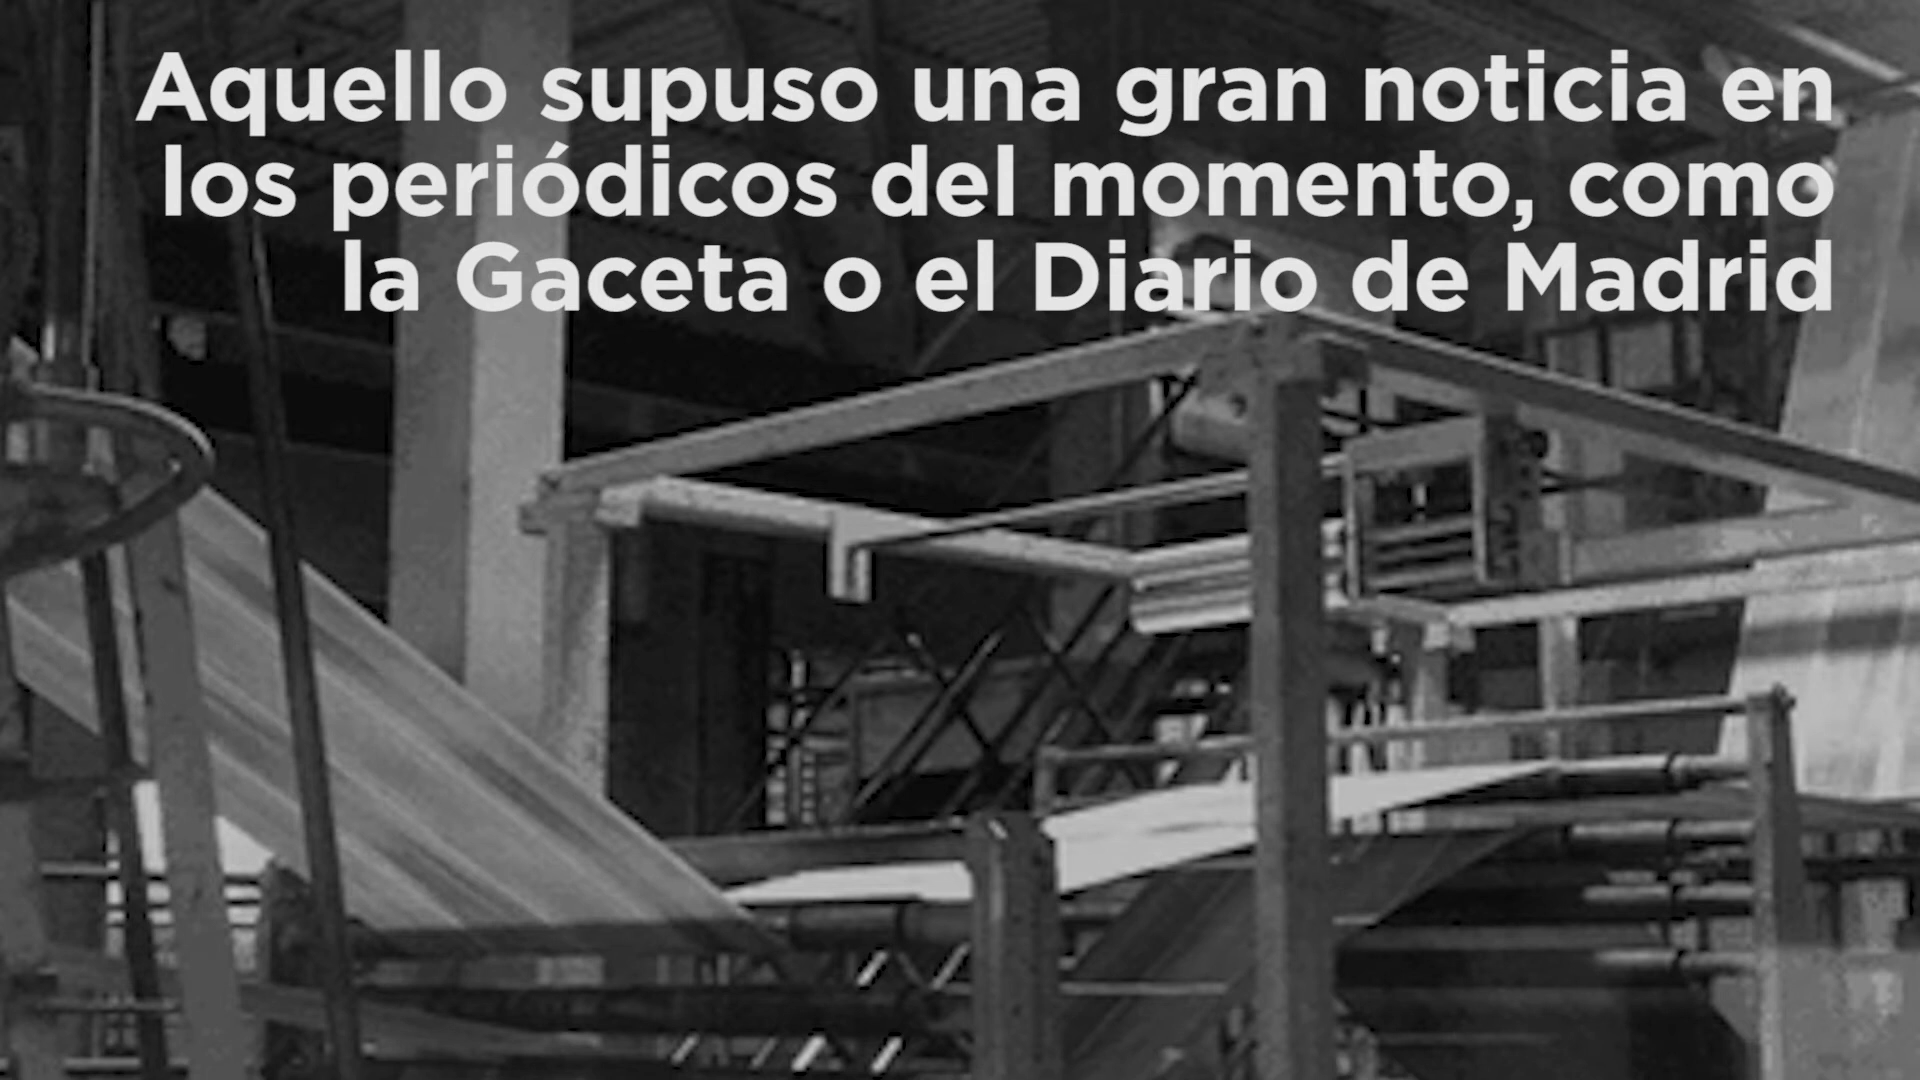 Aquello supuso una gran noticia en
los periódicos del momento, como
la Gaceta o el Diario de Madrid